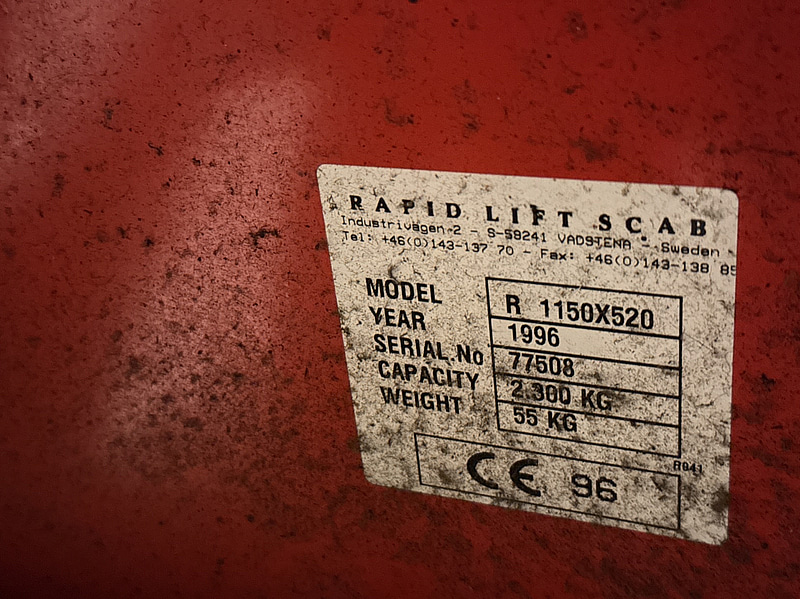 RAPID LIFT SCAB
Industrivägen 2 - S-59241 VADSTENA - Sweden
Tel: +46(0)143-137 70 - Fax: +46(0)143-138 85
MODEL R 1150X520
YEAR 1996
SERIAL.No 77508
CAPACITY 2.300 KG
WEIGHT 55 KG
R041
CE 96